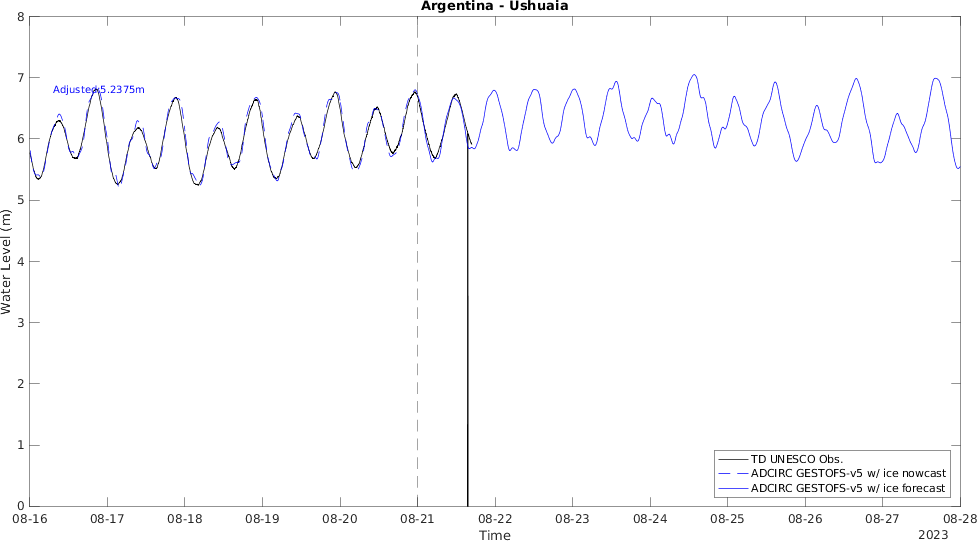 Argentina - Ushuaia
8
7
6
5
4
3
2
1
0
Water Level (m)
Adjusted 5.2375m
TD UNESCO Obs.
ADCIRC GESTOFS-v5 w/ ice nowcast
ADCIRC GESTOFS-v5 w/ ice forecast
08-16 08-17 08-18 08-19 08-20 08-21 08-22 08-23 08-24 08-25 08-26 08-27 08-28
Time
2023